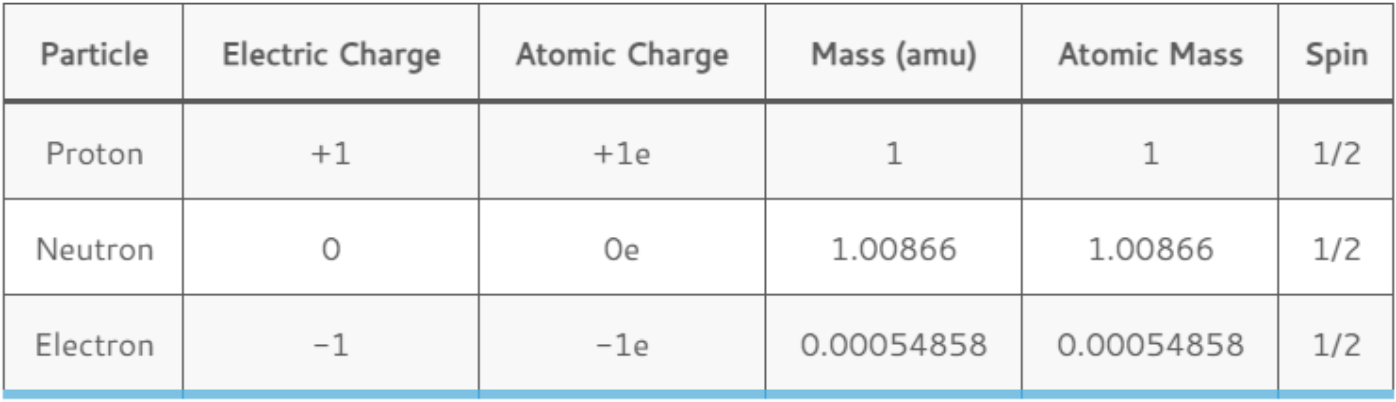 Particle Electric Charge Atomic Charge Mass (amu) Atomic Mass Spin
Proton +1 +1e 1 1 1/2
Neutron 0 0e 1.00866 1.00866 1/2
Electron -1 -1e 0.00054858 0.00054858 1/2